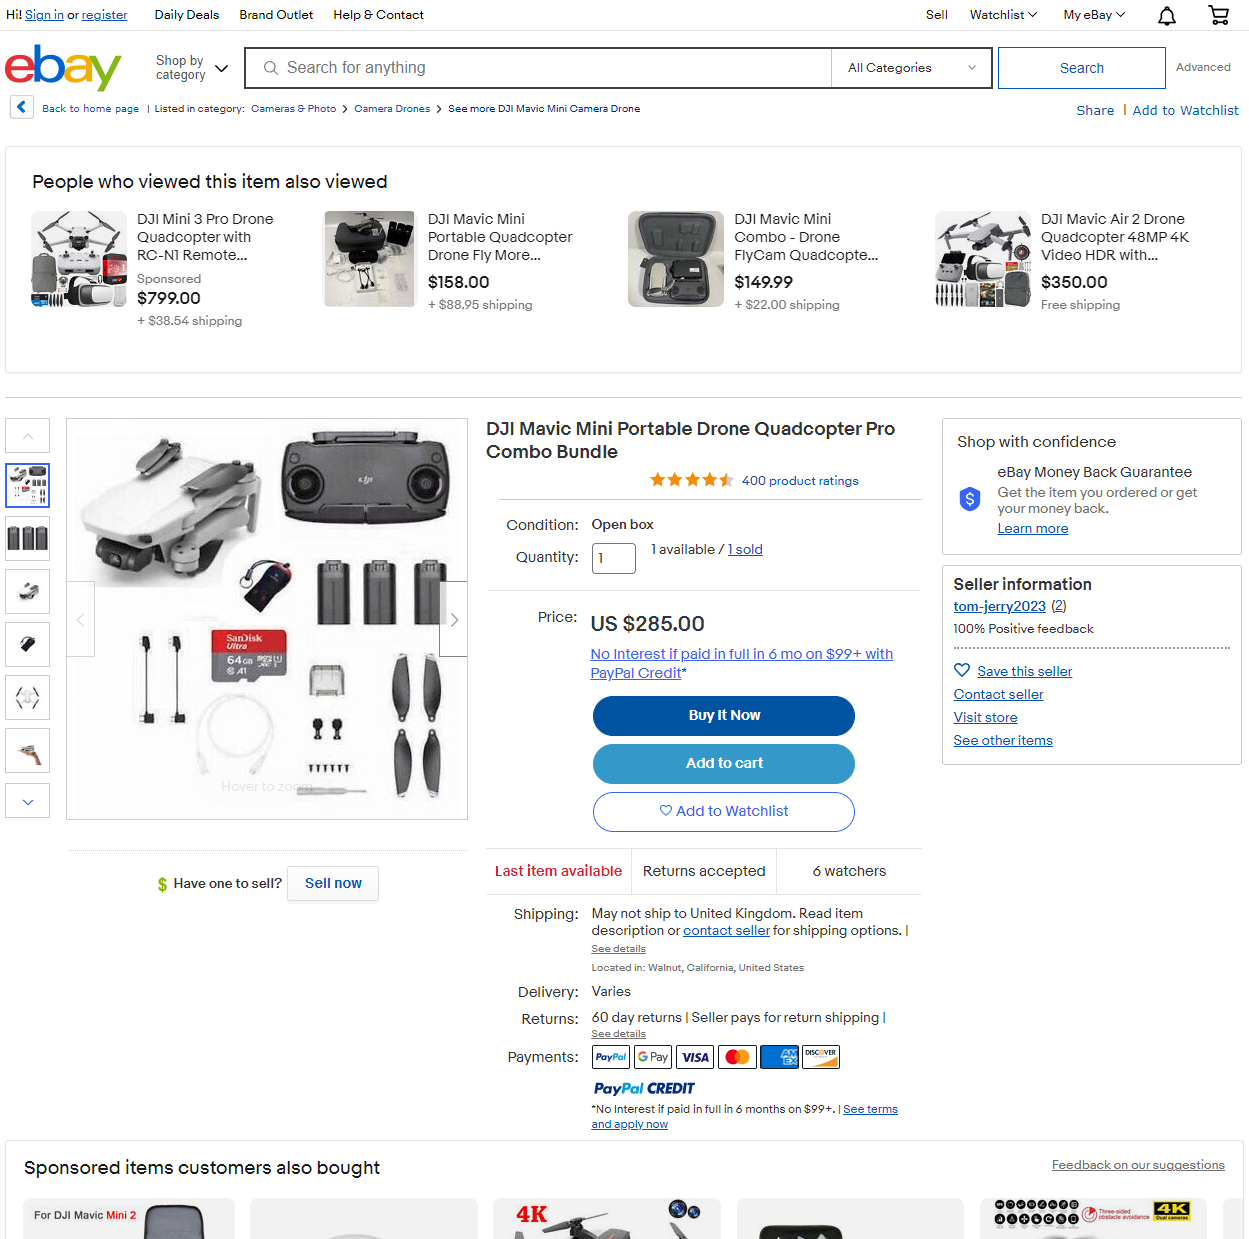 Hi! Sign in or register
Daily Deals
Brand Outlet
Help & Contact
Sell
Watchlist
My eBay
ebay
Shop by
category
Search for anything
All Categories
Search
Advanced
Back to home page | Listed in category: Cameras & Photo > Camera Drones > See more DJI Mavic Mini Camera Drone
Share | Add to Watchlist
People who viewed this item also viewed
DJI Mini 3 Pro Drone
Quadcopter with
RC-N1 Remote...
Sponsored
$799.00
+ $38.54 shipping
DJI Mavic Mini
Portable Quadcopter
Drone Fly More...
$158.00
+ $88.95 shipping
DJI Mavic Mini
Combo - Drone
FlyCam Quadcopte...
$149.99
+ $22.00 shipping
DJI Mavic Air 2 Drone
Quadcopter 48MP 4K
Video HDR with...
$350.00
Free shipping
SanDisk
Ultra
64GB
A1
Hover to zoom
$ Have one to sell?
Sell now
DJI Mavic Mini Portable Drone Quadcopter Pro
Combo Bundle
400 product ratings
Condition: Open box
Quantity: 1
1 available / 1 sold
Price: US $285.00
No Interest if paid in full in 6 mo on $99+ with
PayPal Credit*
Buy It Now
Add to cart
Add to Watchlist
Last item available
Returns accepted
6 watchers
Shipping: May not ship to United Kingdom. Read item
description or contact seller for shipping options. |
See details
Located in: Walnut, California, United States
Delivery: Varies
Returns: 60 day returns | Seller pays for return shipping |
See details
Payments: PayPal G Pay VISA AMEX DISCOVER
PayPal CREDIT
*No Interest if paid in full in 6 months on $99+. | See terms
and apply now
Shop with confidence
eBay Money Back Guarantee
Get the item you ordered or get
your money back.
Learn more
Seller information
tom-jerry2023 (2)
100% Positive feedback
Save this seller
Contact seller
Visit store
See other items
Sponsored items customers also bought
Feedback on our suggestions
For DJI Mavic Mini 2
4K
Three-sided
obstacle avoidance
4K
Dual cameras